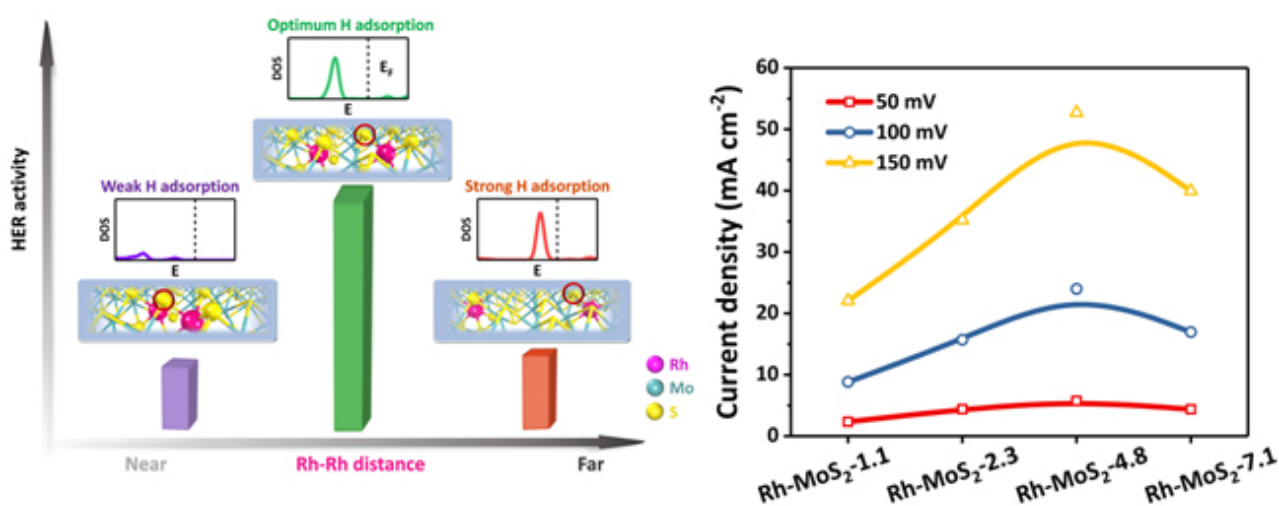 Optimum H adsorption
DOS
E_F
E
Weak H adsorption
DOS
E
Strong H adsorption
DOS
E
HER activity
Rh
Mo
S
Near
Rh-Rh distance
Far
Current density (mA cm⁻²)
60
50
40
30
20
10
0
50 mV
100 mV
150 mV
Rh-MoS₂-1.1
Rh-MoS₂-2.3
Rh-MoS₂-4.8
Rh-MoS₂-7.1